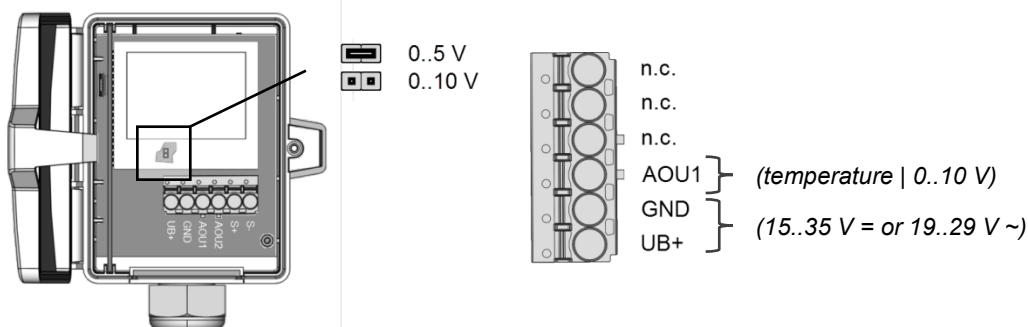 0..5 V
0..10 V
UB+
GND
AOU1
AOU2
S+
S-
n.c.
n.c.
n.c.
AOU1 (temperature | 0..10 V)
GND
UB+
(15..35 V = or 19..29 V ~)